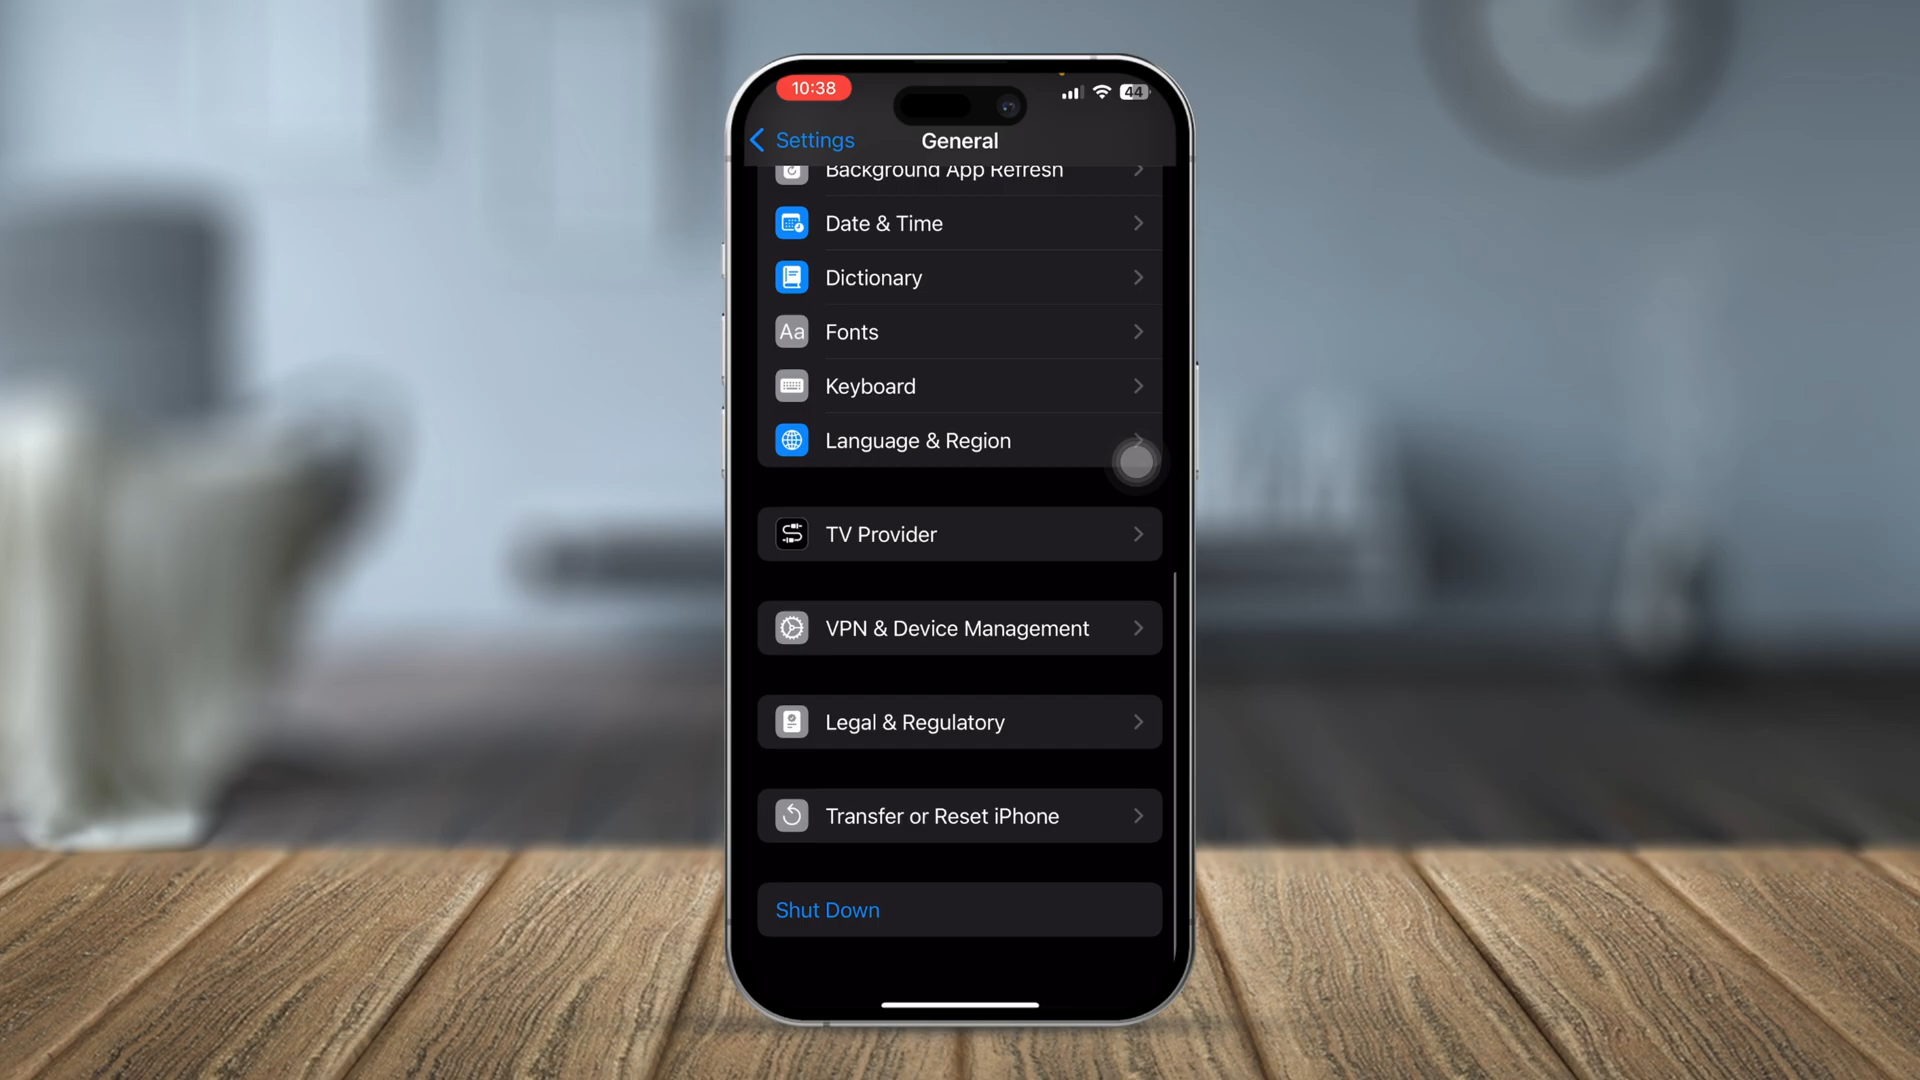 10:38
44
Settings
General
Background App Refresh
Date & Time
Dictionary
Aa
Fonts
Keyboard
Language & Region
TV Provider
VPN & Device Management
Legal & Regulatory
Transfer or Reset iPhone
Shut Down